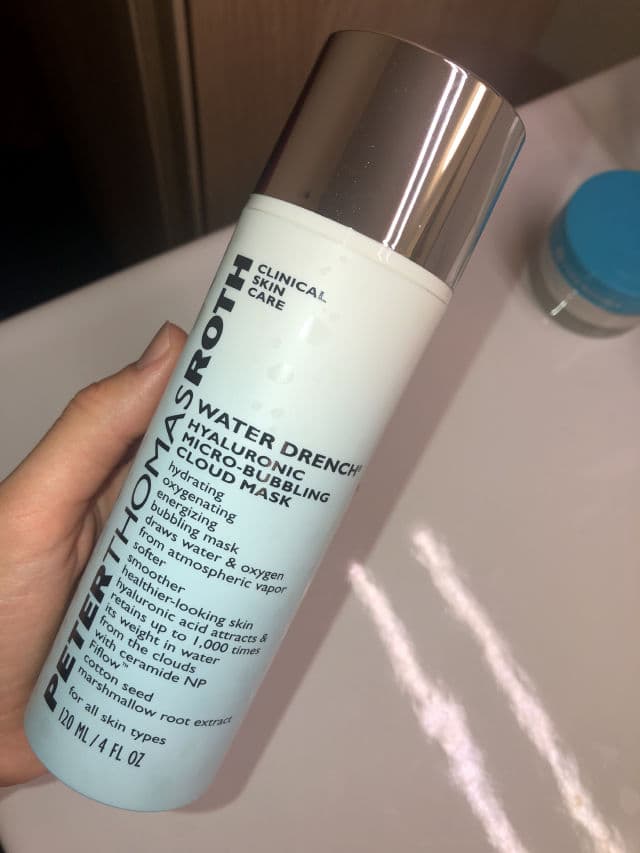 PETERTHOMASROTH
CLINICAL
SKIN
CARE
WATER DRENCH®
HYALURONIC
MICRO-BUBBLING
CLOUD MASK
hydrating
oxygenating
energizing
bubbling mask
draws water & oxygen
from atmospheric vapor
softer
smoother
healthier-looking skin
hyaluronic acid attracts &
retains up to 1,000 times
its weight in water
from the clouds
with ceramide NP
Fiflow™
cotton seed
marshmallow root extract
for all skin types
120 ML/4 FL OZ